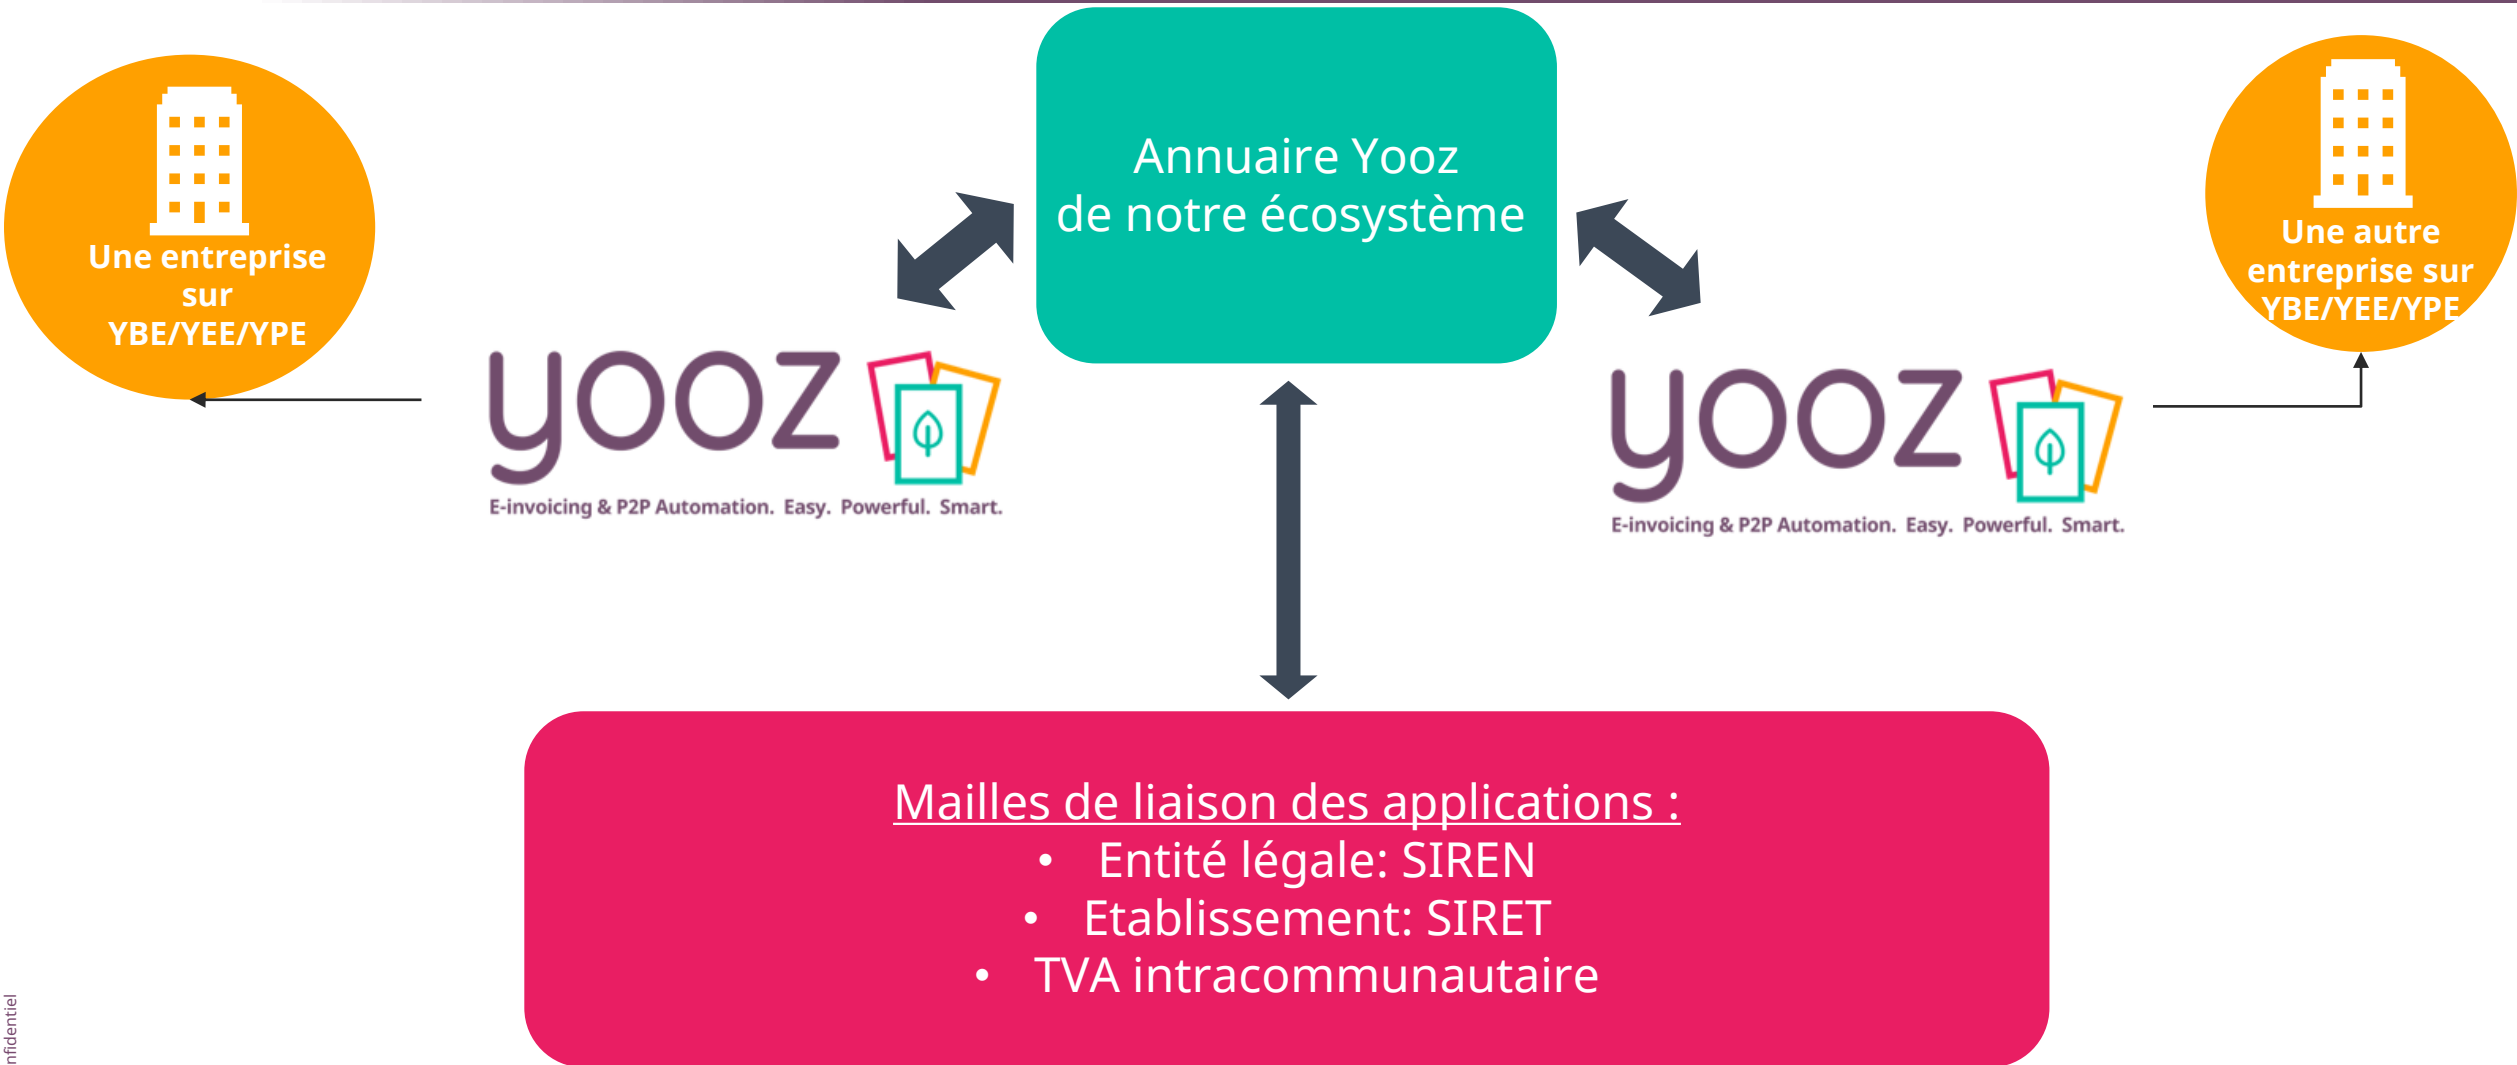 Annuaire Yooz
de notre écosystème
Une entreprise
sur
YBE/YEE/YPE
Une autre
entreprise sur
YBE/YEE/YPE
yooz
E-invoicing & P2P Automation. Easy. Powerful. Smart.
yooz
E-invoicing & P2P Automation. Easy. Powerful. Smart.
Mailles de liaison des applications :
• Entité légale: SIREN
• Etablissement: SIRET
• TVA intracommunautaire
nfidentiel